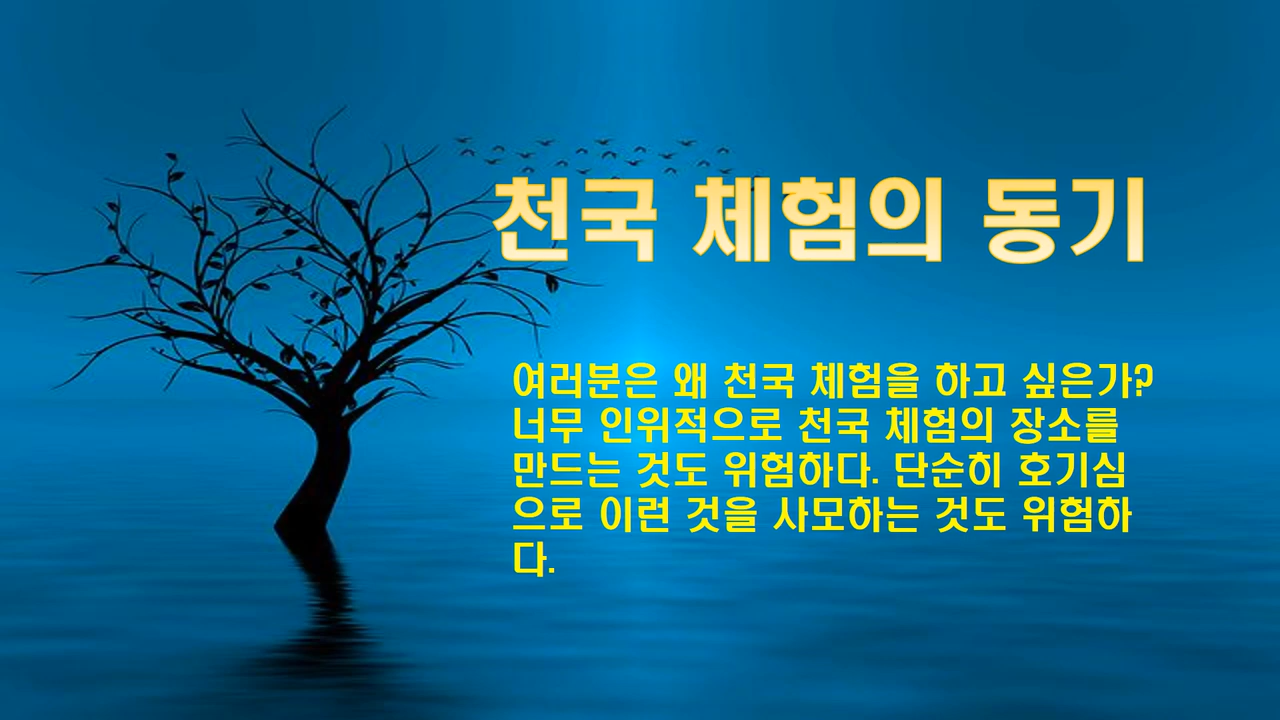 천국 체험의 동기
여러분은 왜 천국 체험을 하고 싶은가?
너무 인위적으로 천국 체험의 장소를
만드는 것도 위험하다. 단순히 호기심
으로 이런 것을 사모하는 것도 위험하
다.